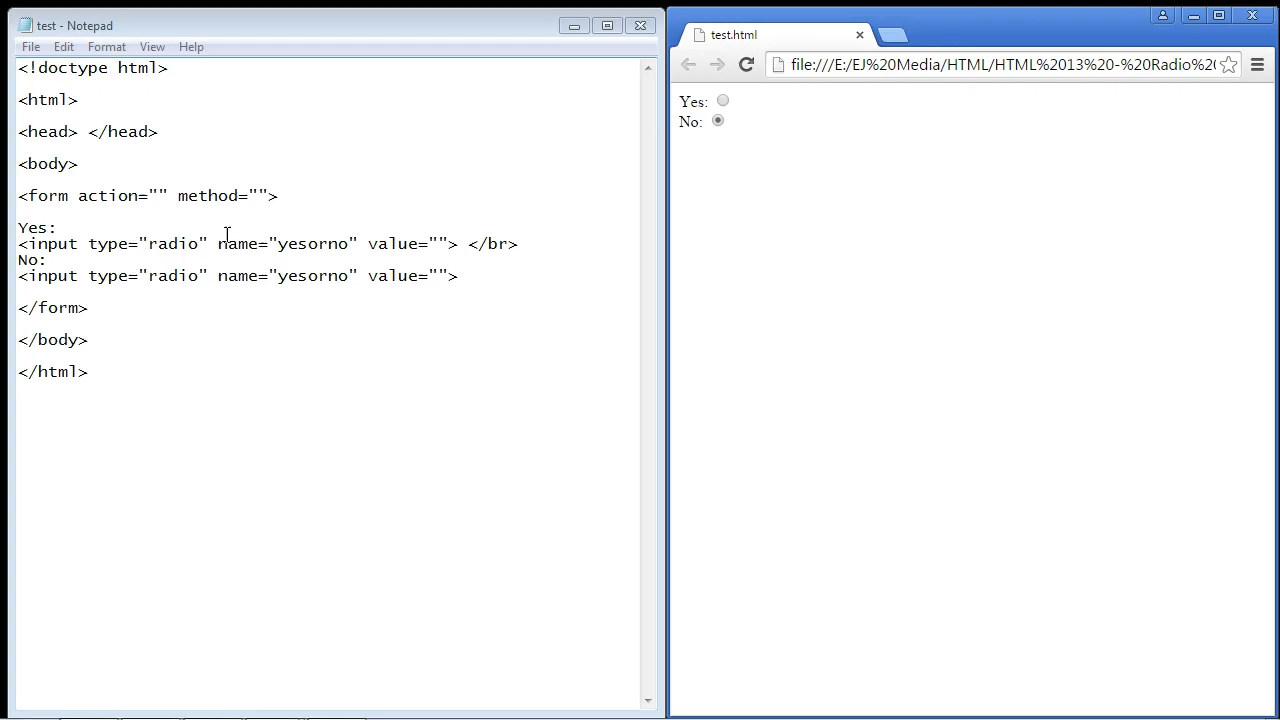 test - Notepad
File Edit Format View Help
<!doctype html>
<html>
<head> </head>
<body>
<form action="" method="">
Yes:
<input type="radio" name="yesorno" value=""> </br>
No:
<input type="radio" name="yesorno" value="">
</form>
</body>
</html>
test.html
file:///E:/EJ%20Media/HTML/HTML%2013%20-%20Radio%2
Yes:
No: